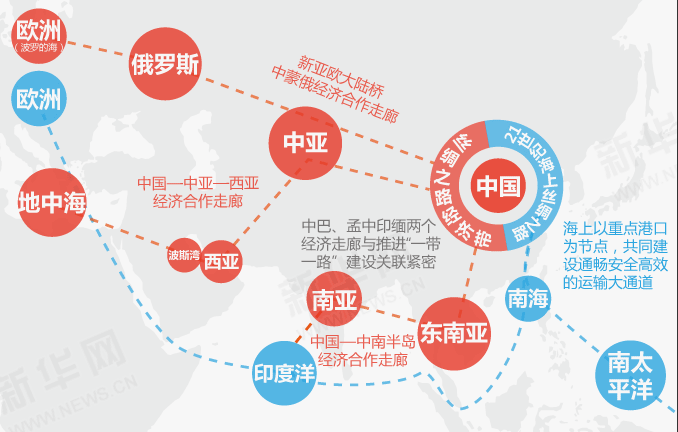 欧洲
（波罗的海）
俄罗斯
新亚欧大陆桥
中蒙俄经济合作走廊
欧洲
中亚
丝绸之路经济带
21世纪海上丝绸之路
中国
地中海
中国—中亚—西亚
经济合作走廊
中巴、孟中印缅两个
经济走廊与推进“一带
一路”建设关联紧密
海上以重点港口
为节点，共同建
设通畅安全高效
的运输大通道
波斯湾
西亚
南亚
南海
东南亚
中国—中南半岛
经济合作走廊
印度洋
南太
平洋
新华网
WWW.NEWS.CN